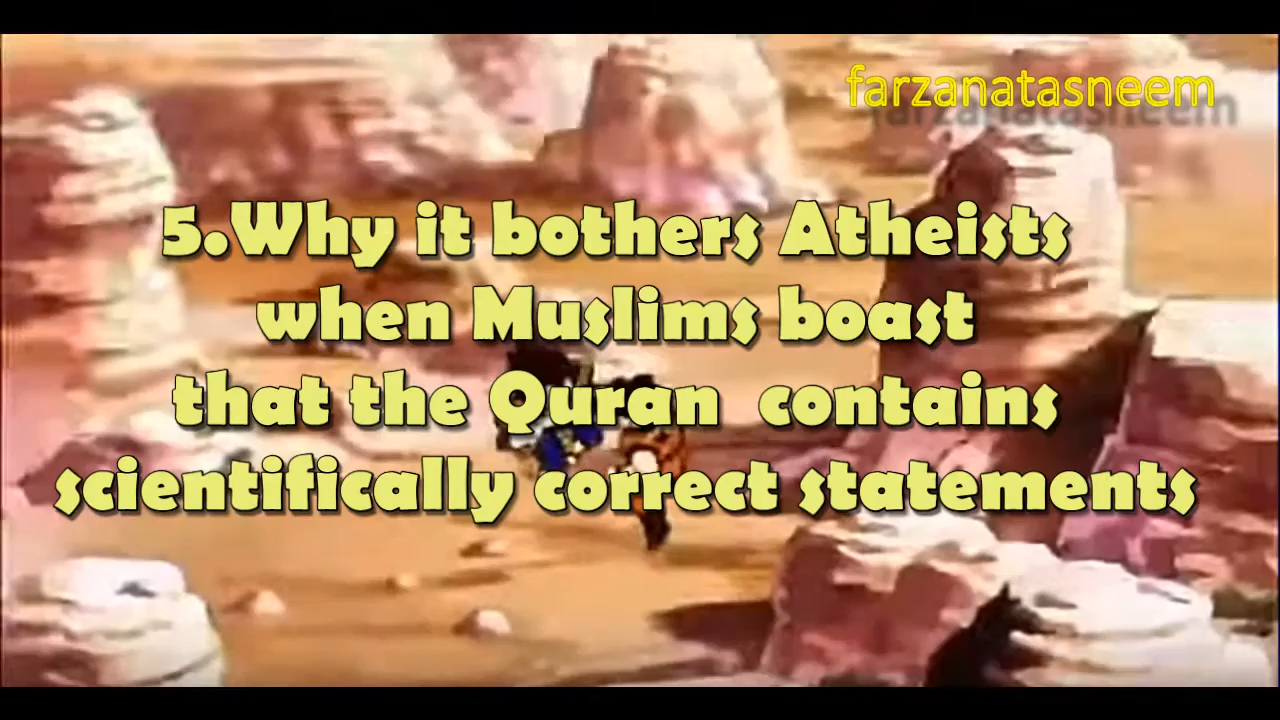 farzanatasneem
5.Why it bothers Atheists
when Muslims boast
that the Quran contains
scientifically correct statements